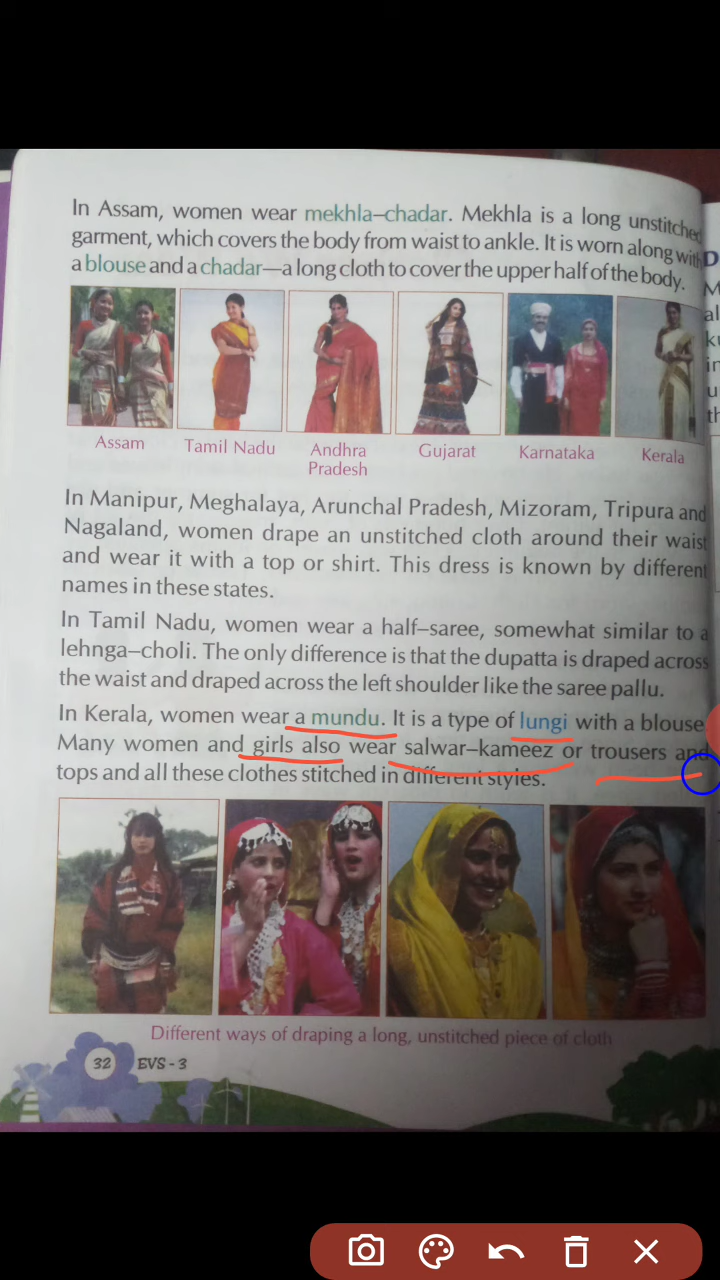 In Assam, women wear mekhla–chadar. Mekhla is a long unstitched
garment, which covers the body from waist to ankle. It is worn along with
a blouse and a chadar—a long cloth to cover the upper half of the body.
Assam
Tamil Nadu
Andhra
Pradesh
Gujarat
Karnataka
Kerala
In Manipur, Meghalaya, Arunchal Pradesh, Mizoram, Tripura and
Nagaland, women drape an unstitched cloth around their waist
and wear it with a top or shirt. This dress is known by different
names in these states.
In Tamil Nadu, women wear a half–saree, somewhat similar to a
lehnga–choli. The only difference is that the dupatta is draped across
the waist and draped across the left shoulder like the saree pallu.
In Kerala, women wear a mundu. It is a type of lungi with a blouse
Many women and girls also wear salwar–kameez or trousers and
tops and all these clothes stitched in different styles.
Different ways of draping a long, unstitched piece of cloth
32 EVS - 3